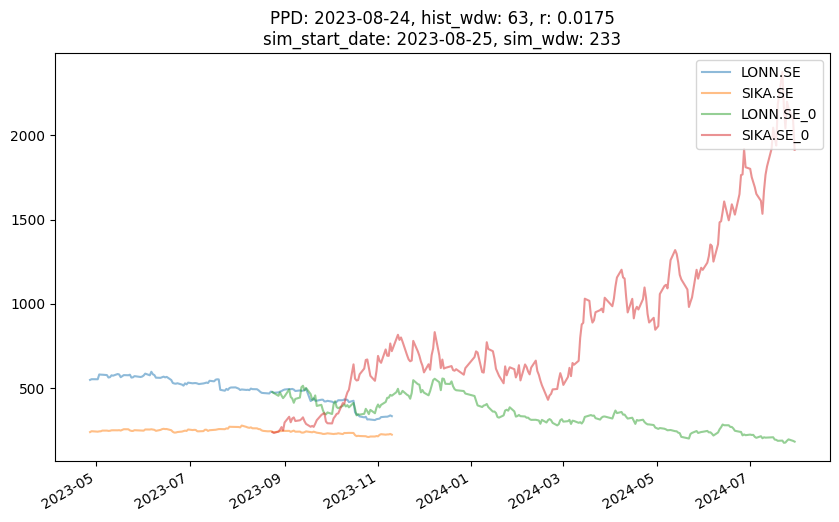 PPD: 2023-08-24, hist_wdw: 63, r: 0.0175
sim_start_date: 2023-08-25, sim_wdw: 233
LONN.SE
SIKA.SE
LONN.SE_0
SIKA.SE_0
2000
1500
1000
500
2023-05
2023-07
2023-09
2023-11
2024-01
2024-03
2024-05
2024-07